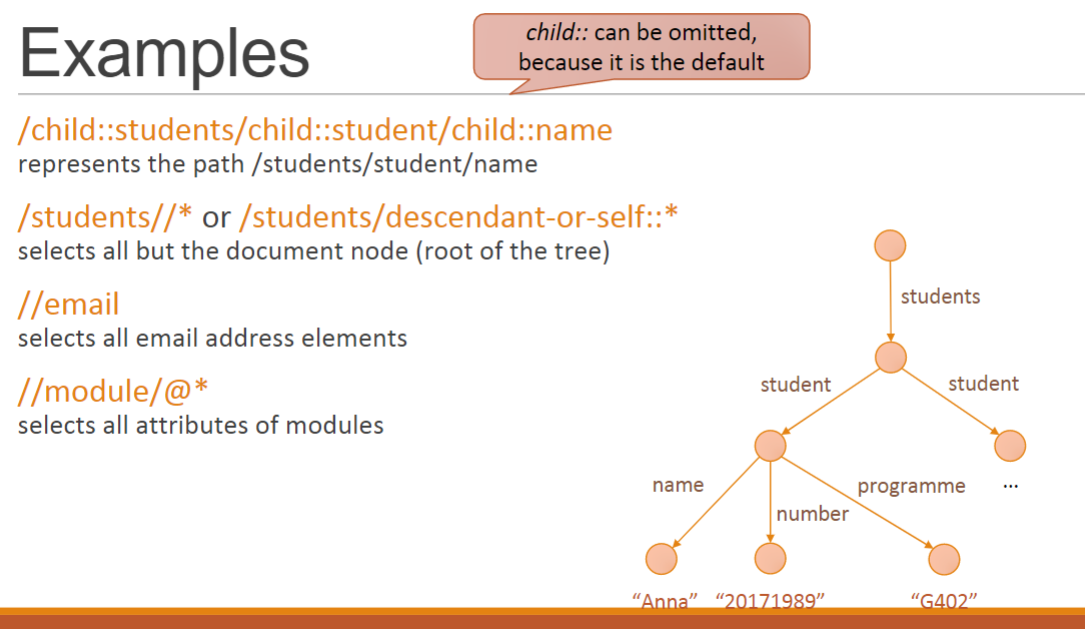 Examples
child:: can be omitted,
because it is the default
/child::students/child::student/child::name
represents the path /students/student/name
/students//* or /students/descendant-or-self::*
selects all but the document node (root of the tree)
//email
selects all email address elements
//module/@*
selects all attributes of modules
students
student
student
name
number
programme
...
“Anna”
“20171989”
“G402”